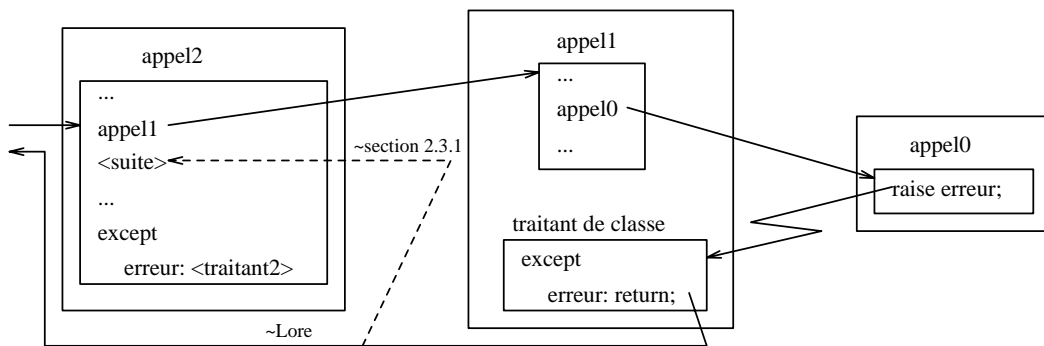 appel2
...
appel1
<suite>
...
except
erreur: <traitant2>
~section 2.3.1
~Lore
appel1
...
appel0
...
traitant de classe
except
erreur: return;
appel0
raise erreur;